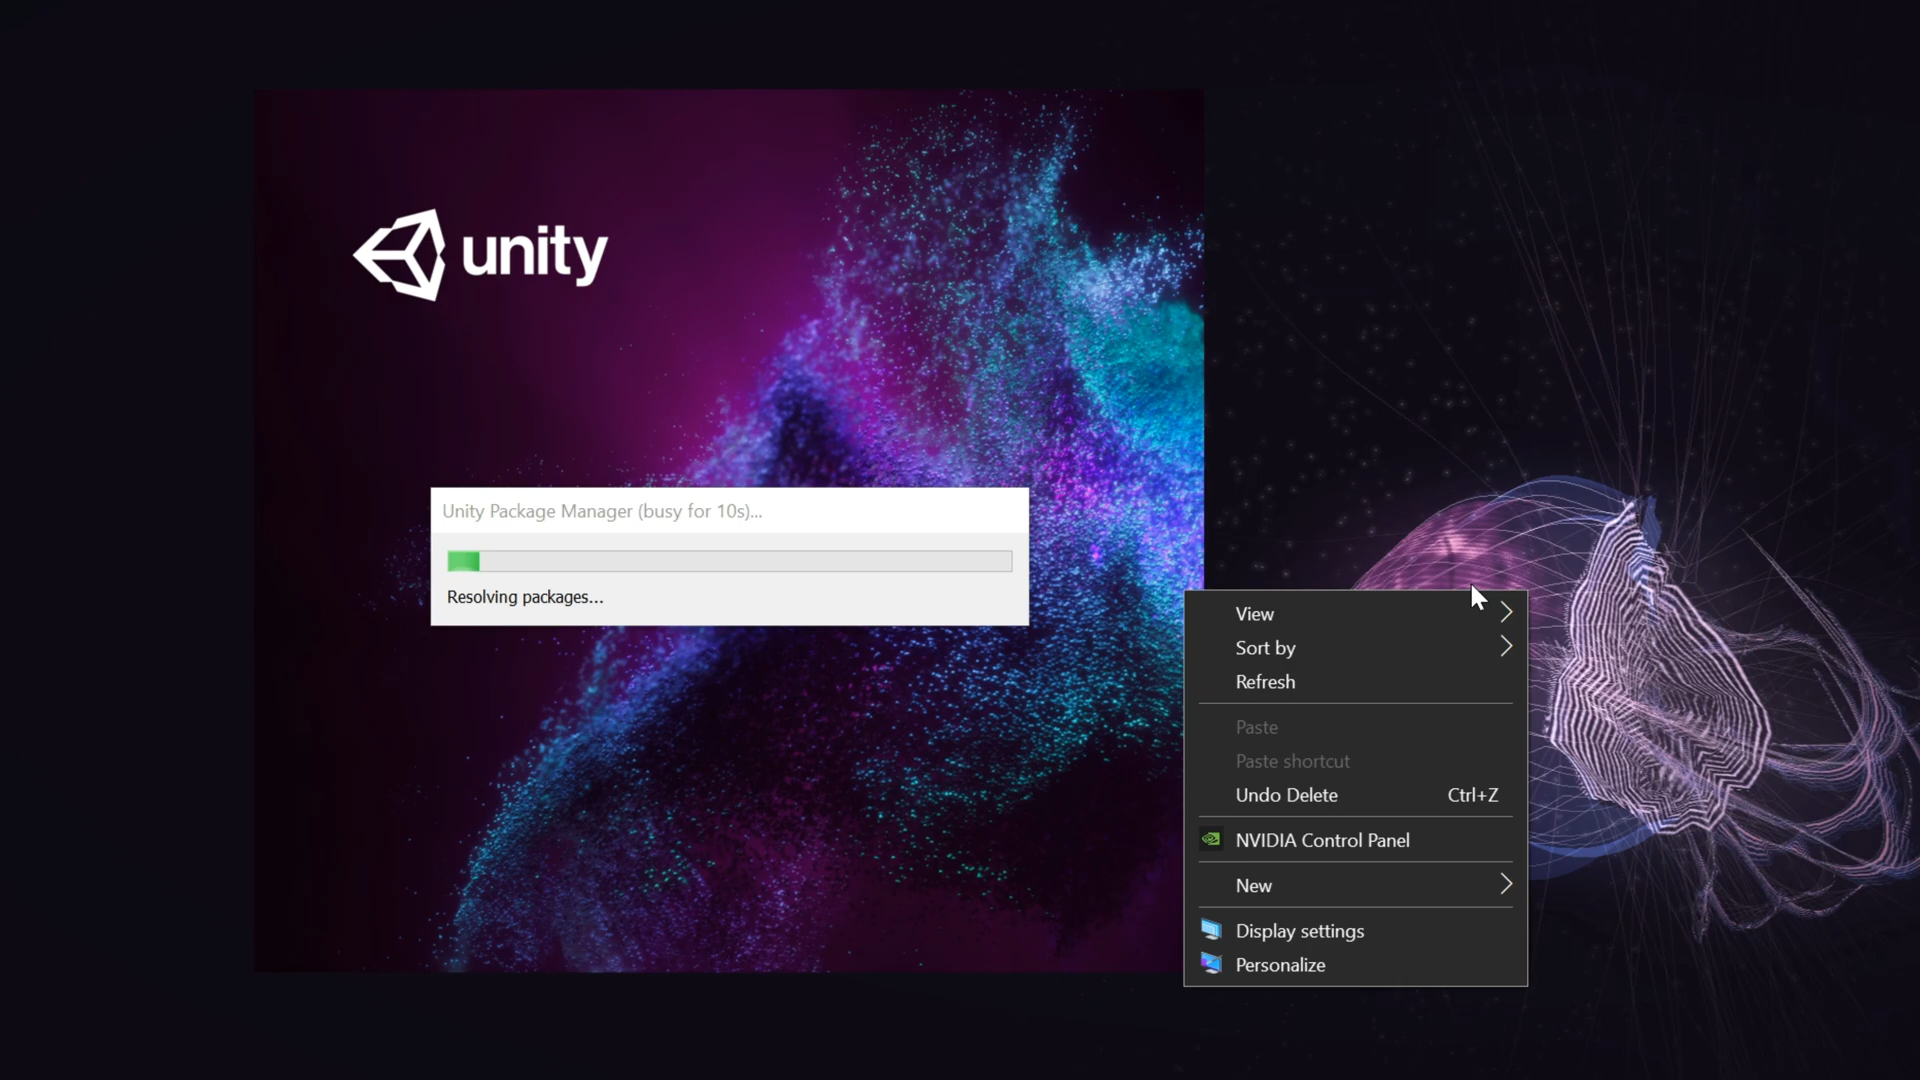 unity
Unity Package Manager (busy for 10s)...
Resolving packages...
View
Sort by
Refresh
Paste
Paste shortcut
Undo Delete Ctrl+Z
NVIDIA Control Panel
New
Display settings
Personalize